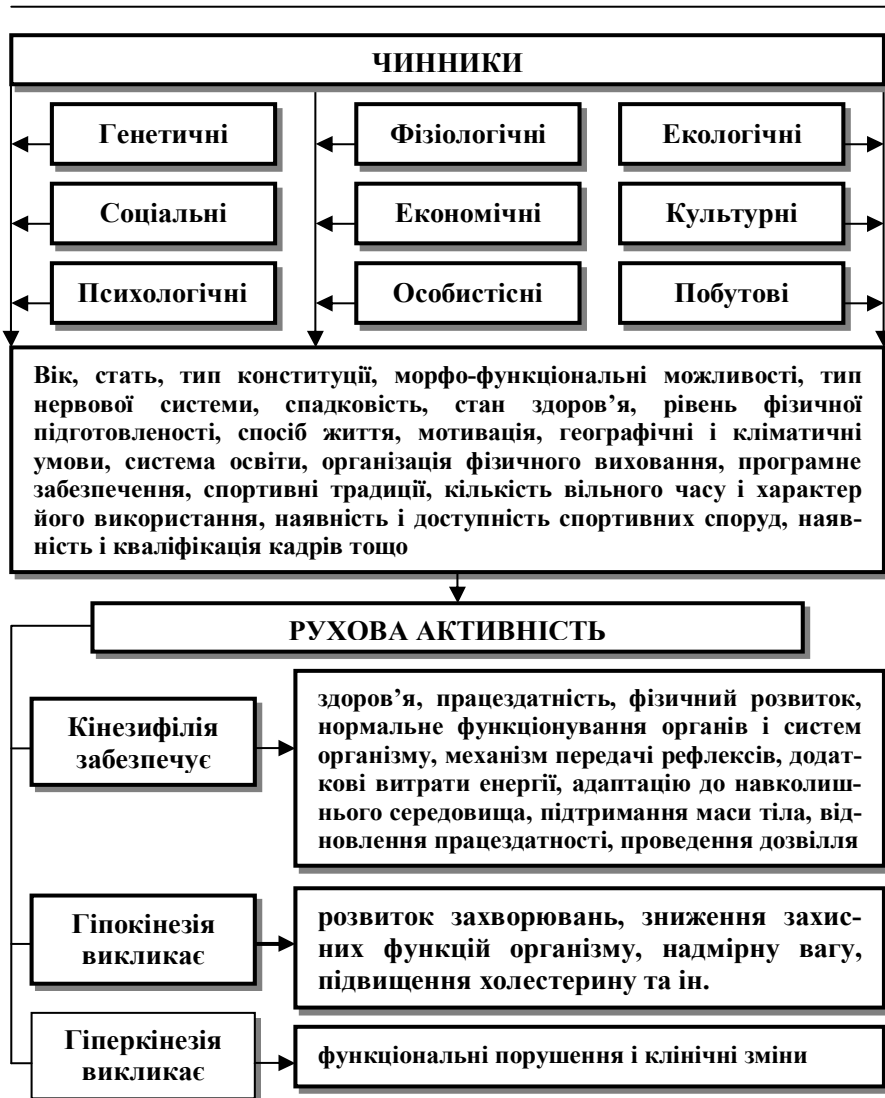 ЧИННИКИ
Генетичні
Фізіологічні
Екологічні
Соціальні
Економічні
Культурні
Психологічні
Особистісні
Побутові
Вік, стать, тип конституції, морфо-функціональні можливості, тип
нервової системи, спадковість, стан здоров’я, рівень фізичної
підготовленості, спосіб життя, мотивація, географічні і кліматичні
умови, система освіти, організація фізичного виховання, програмне
забезпечення, спортивні традиції, кількість вільного часу і характер
його використання, наявність і доступність спортивних споруд, наяв-
ність і кваліфікація кадрів тощо
РУХОВА АКТИВНІСТЬ
Кінезифілія
забезпечує
здоров’я, працездатність, фізичний розвиток,
нормальне функціонування органів і систем
організму, механізм передачі рефлексів, додат-
кові витрати енергії, адаптацію до навколиш-
нього середовища, підтримання маси тіла, від-
новлення працездатності, проведення дозвілля
Гіпокінезія
викликає
розвиток захворювань, зниження захис-
них функцій організму, надмірну вагу,
підвищення холестерину та ін.
Гіперкінезія
викликає
функціональні порушення і клінічні зміни